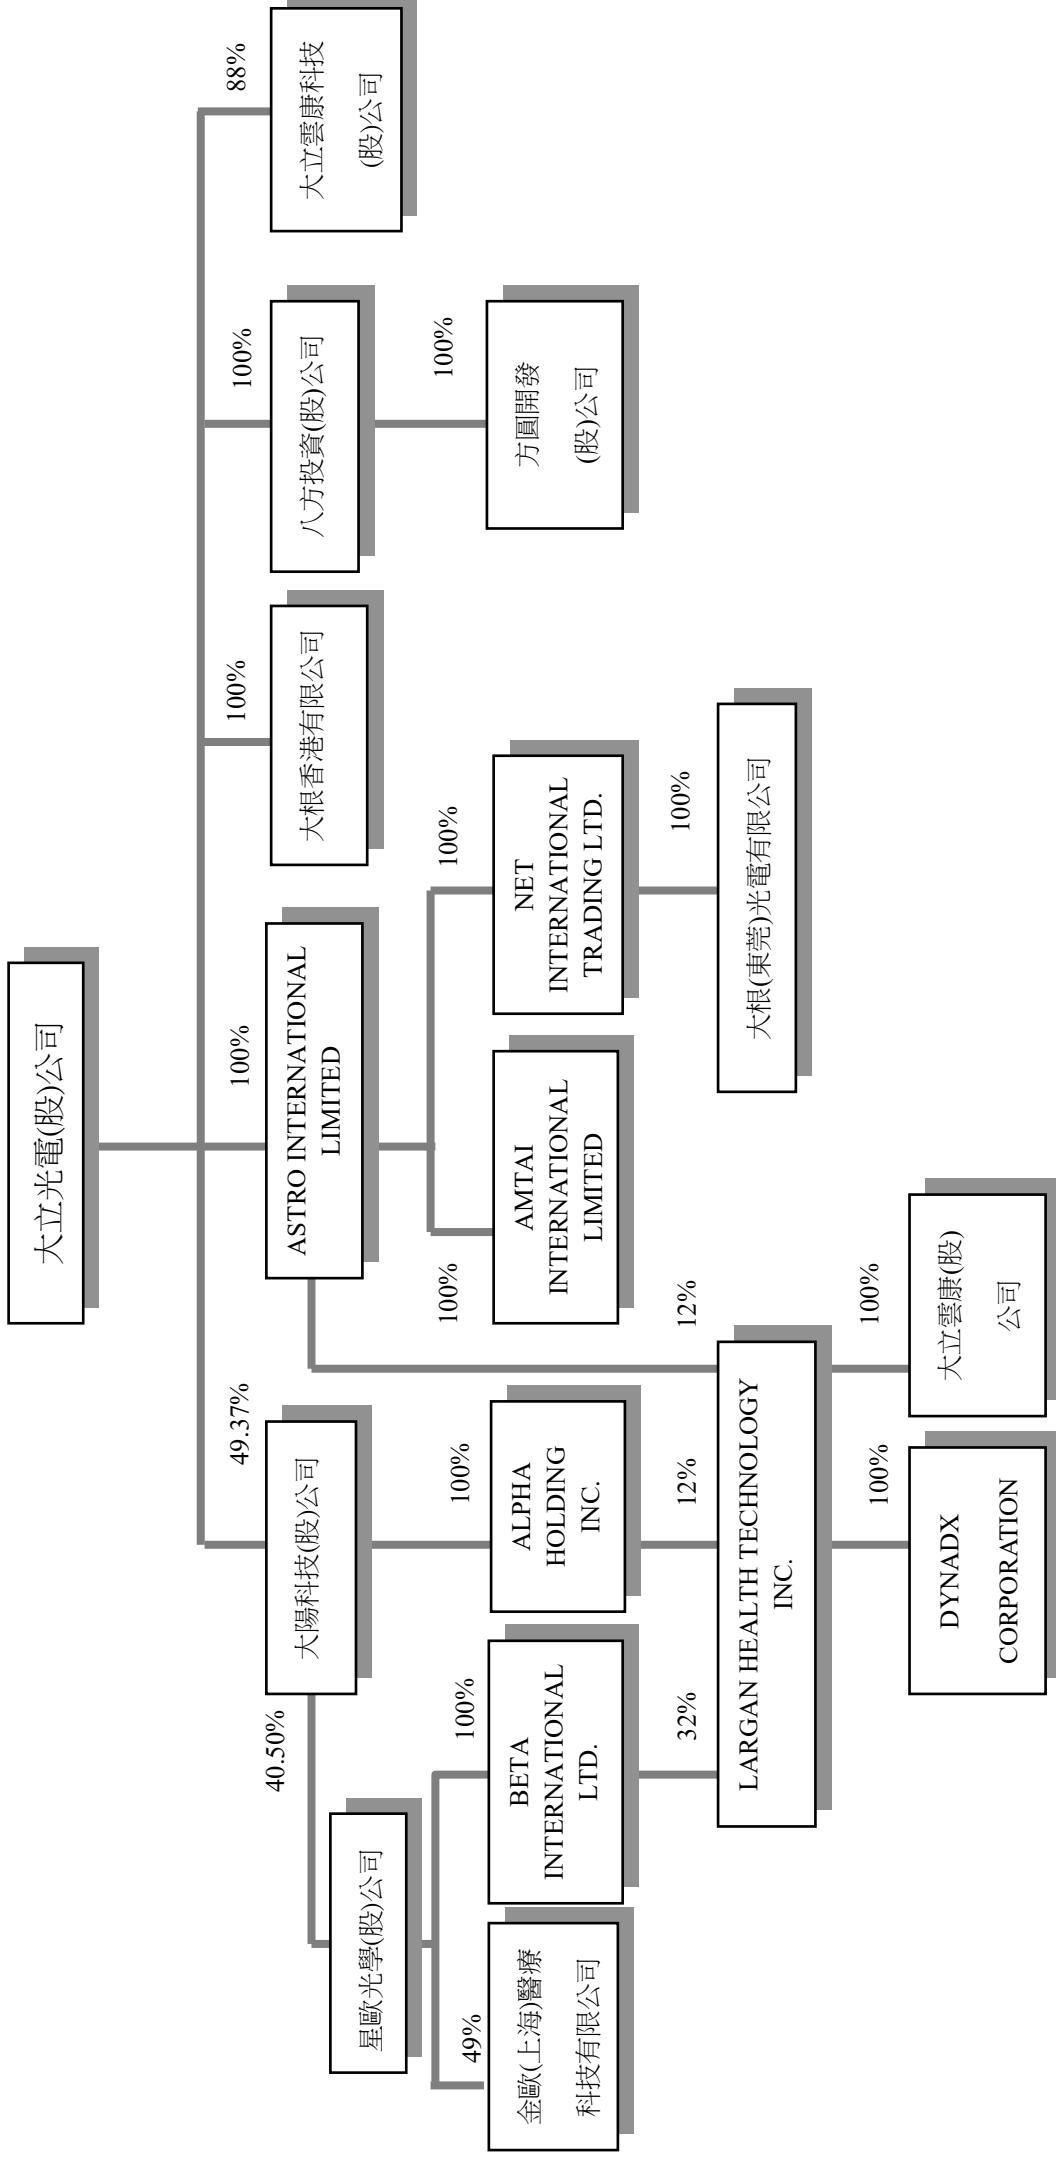 大立光電(股)公司
40.50%
49.37%
100%
100%
100%
88%
大陽科技(股)公司
ASTRO INTERNATIONAL
LIMITED
大根香港有限公司
八方投資(股)公司
大立雲康科技
(股)公司
星歐光學(股)公司
49%
100%
100%
100%
100%
100%
金歐(上海)醫療
科技有限公司
BETA
INTERNATIONAL
LTD.
ALPHA
HOLDING
INC.
AMTAI
INTERNATIONAL
LIMITED
NET
INTERNATIONAL
TRADING LTD.
方圓開發
(股)公司
32%
12%
12%
100%
LARGAN HEALTH TECHNOLOGY
INC.
大根(東莞)光電有限公司
100%
100%
DYNADX
CORPORATION
大立雲康(股)
公司